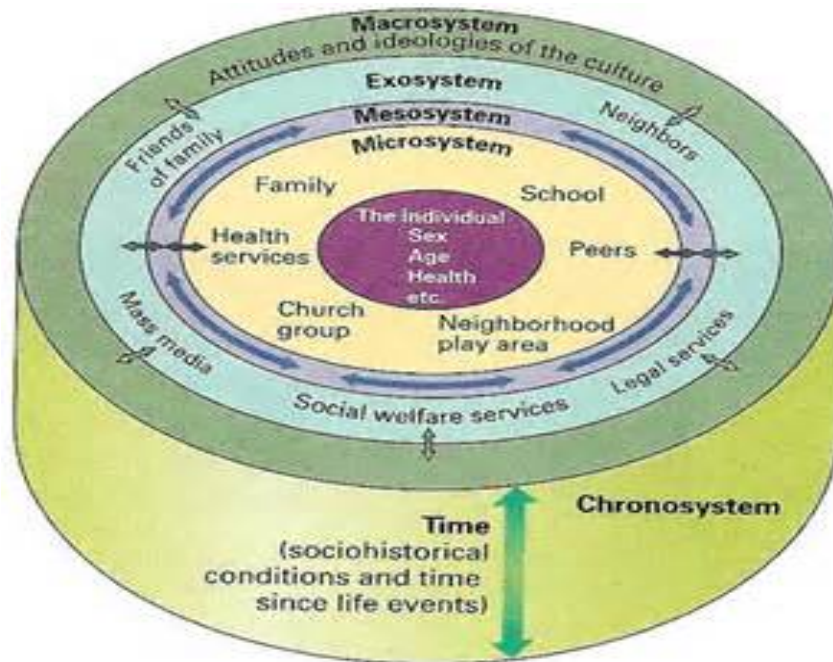 Macrosystem
Attitudes and ideologies of the culture
Exosystem
Mesosystem
Microsystem
Friends
of family
Neighbors
Family
School
The Individual
Sex
Age
Health
etc.
Health
services
Peers
Church
group
Neighborhood
play area
Mass media
Social welfare services
Legal services
Chronosystem
Time
(sociohistorical
conditions and time
since life events)